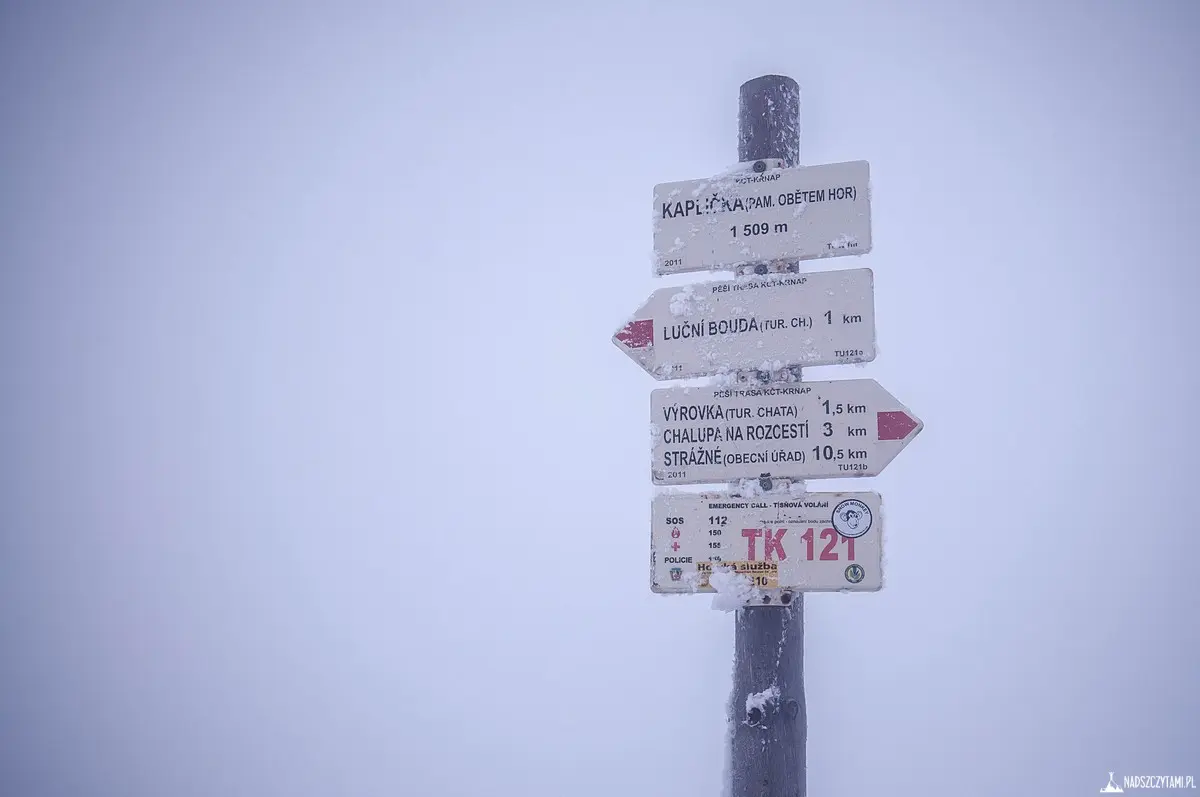 KČT-KRNAP
KAPLIČKA (PAM. OBĚTEM HOR)
1 509 m
2011
PĚŠÍ TRASA KČT-KRNAP
LUČNÍ BOUDA (TUR. CH.) 1 km
TU121a
PĚŠÍ TRASA KČT-KRNAP
VÝROVKA (TUR. CHATA) 1,5 km
CHALUPA NA ROZCESTÍ 3 km
STRÁŽNÉ (OBECNÍ ÚŘAD) 10,5 km
2011 TU121b
EMERGENCY CALL - TÍSŇOVÁ VOLÁNÍ
SNOW MONKEY
SOS 112
150
155
TK 121
POLICIE
Horská služba
NADSZCZYTAMI.PL